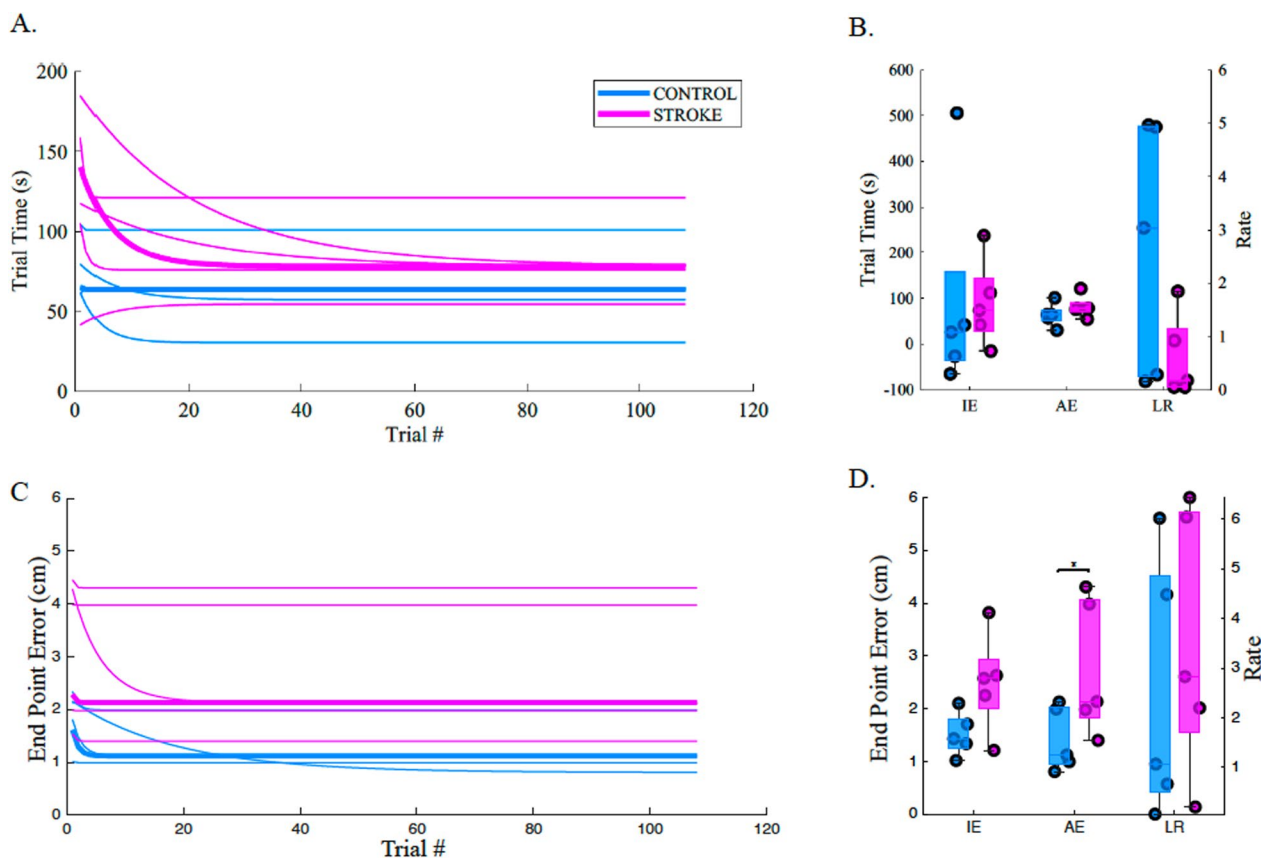 A.
B.
200
150
100
50
0
Trial Time (s)
CONTROL
STROKE
0 20 40 60 80 100 120
Trial #
600
500
400
300
200
100
0
-100
Trial Time (s)
6
5
4
3
2
1
0
Rate
IE AE LR
C
D.
6
5
4
3
2
1
0
End Point Error (cm)
0 20 40 60 80 100 120
Trial #
6
5
4
3
2
1
0
End Point Error (cm)
*
6
5
4
3
2
1
Rate
IE AE LR